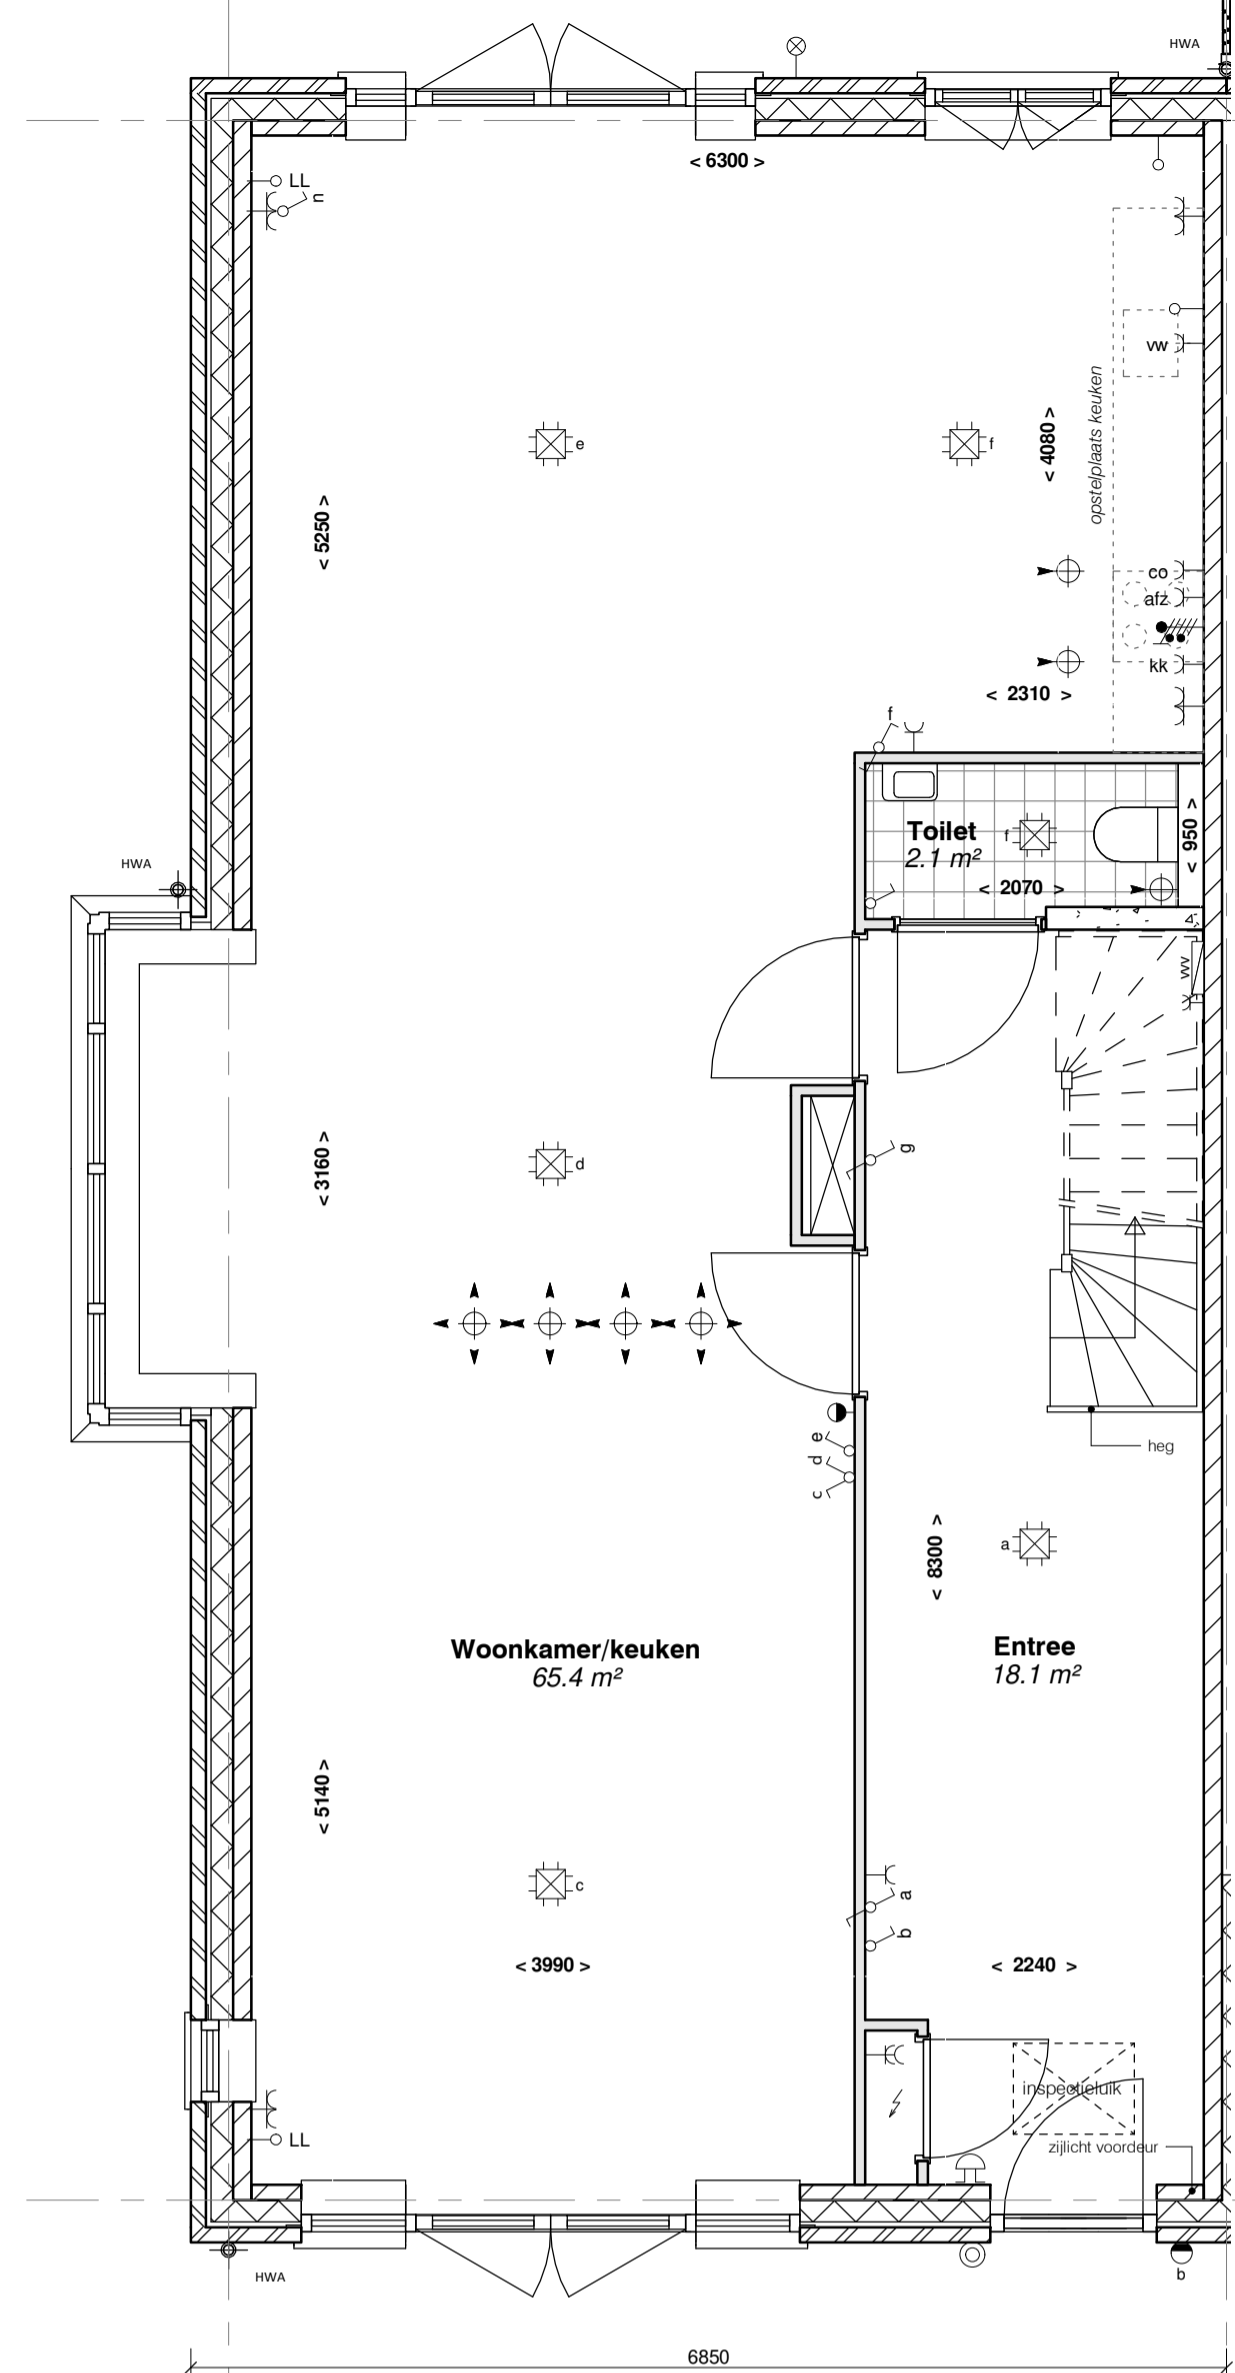 HWA
< 6300 >
LL
n
vw
opstelplaats keuken
< 4080 >
e
f
< 5250 >
co
afz
kk
< 2310 >
f
Toilet
2.1 m²
f
< 950 >
< 2070 >
HWA
vv
g
< 3160 >
d
e
d
c
heg
< 8300 >
a
Woonkamer/keuken
65.4 m²
Entree
18.1 m²
< 5140 >
c
a
b
< 3990 >
< 2240 >
inspectieluik
LL
zijlicht voordeur
HWA
b
6850